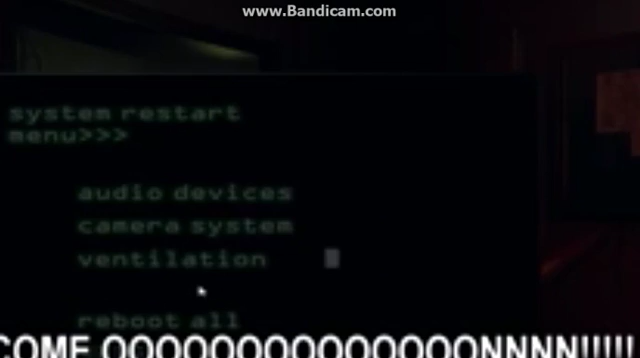 www.Bandicam.com
system restart
menu>>>
audio devices
camera system
ventilation
reboot all
COME OOOOOOOOOOOOOOONNNN!!!!!